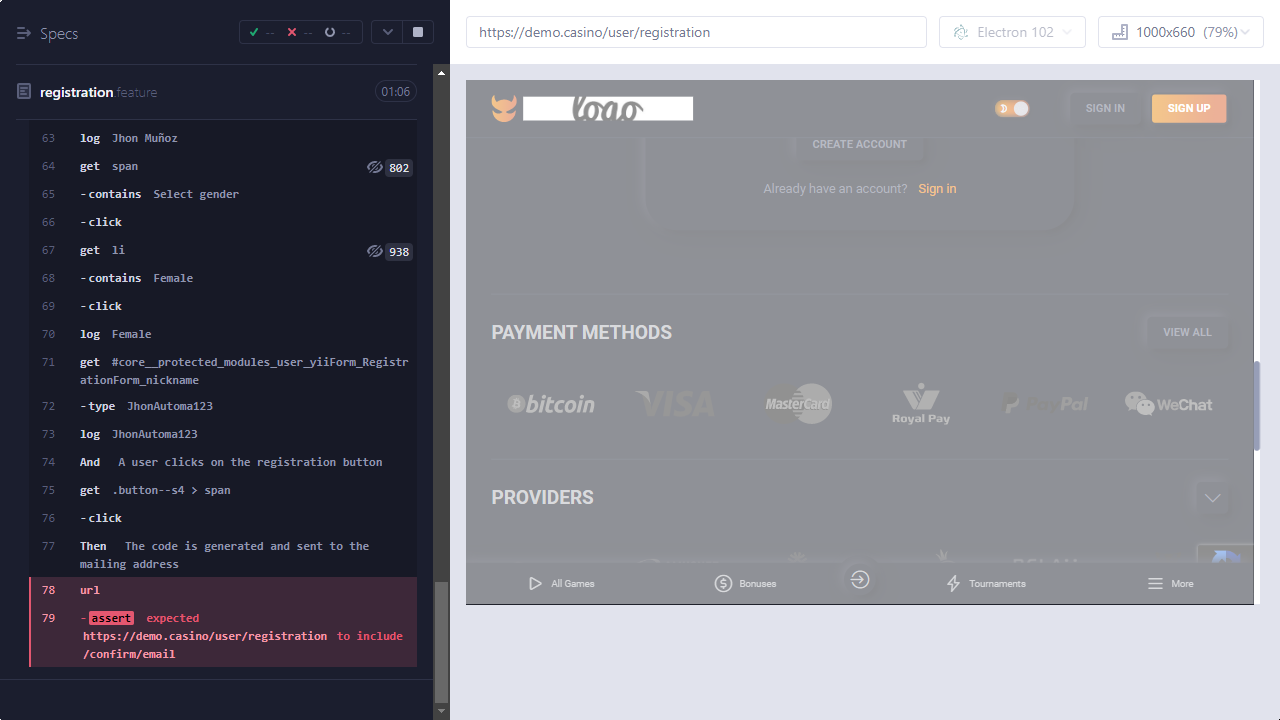 Specs
-- -- --
registration feature
01:06
63 log Jhon Muñoz
64 get span 802
65 -contains Select gender
66 -click
67 get li 938
68 -contains Female
69 -click
70 log Female
71 get #core__protected_modules_user_yiiForm_Registr
ationForm_nickname
72 -type JhonAutoma123
73 log JhonAutoma123
74 And A user clicks on the registration button
75 get .button--s4 > span
76 -click
77 Then The code is generated and sent to the
mailing address
78 url
79 -assert expected
https://demo.casino/user/registration to include
/confirm/email
https://demo.casino/user/registration
Electron 102
1000x660 (79%)
logo
SIGN IN
SIGN UP
CREATE ACCOUNT
Already have an account? Sign in
PAYMENT METHODS
VIEW ALL
bitcoin
VISA
MasterCard
Royal Pay
PayPal
WeChat
PROVIDERS
All Games
Bonuses
Tournaments
More